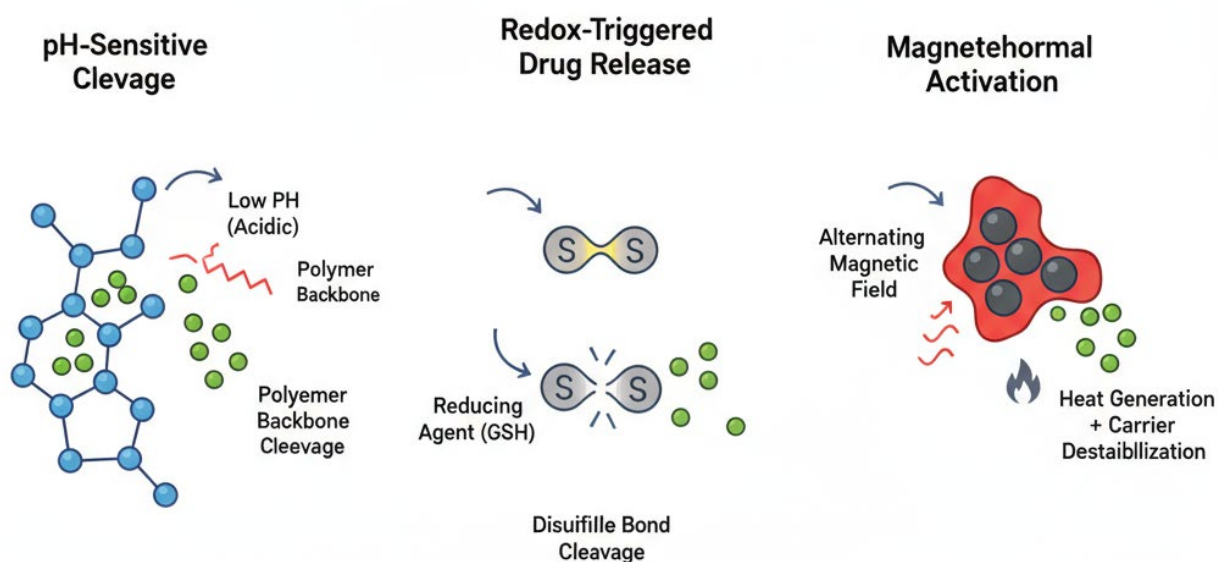 pH-Sensitive
Clevage
Low PH
(Acidic)
Polymer
Backbone
Polyemer
Backbone
Cleevage
Redox-Triggered
Drug Release
S S
Reducing
Agent (GSH)
S S
Disuifille Bond
Cleavage
Magnetehormal
Activation
Alternating
Magnetic
Field
Heat Generation
+ Carrier
Destaibllization